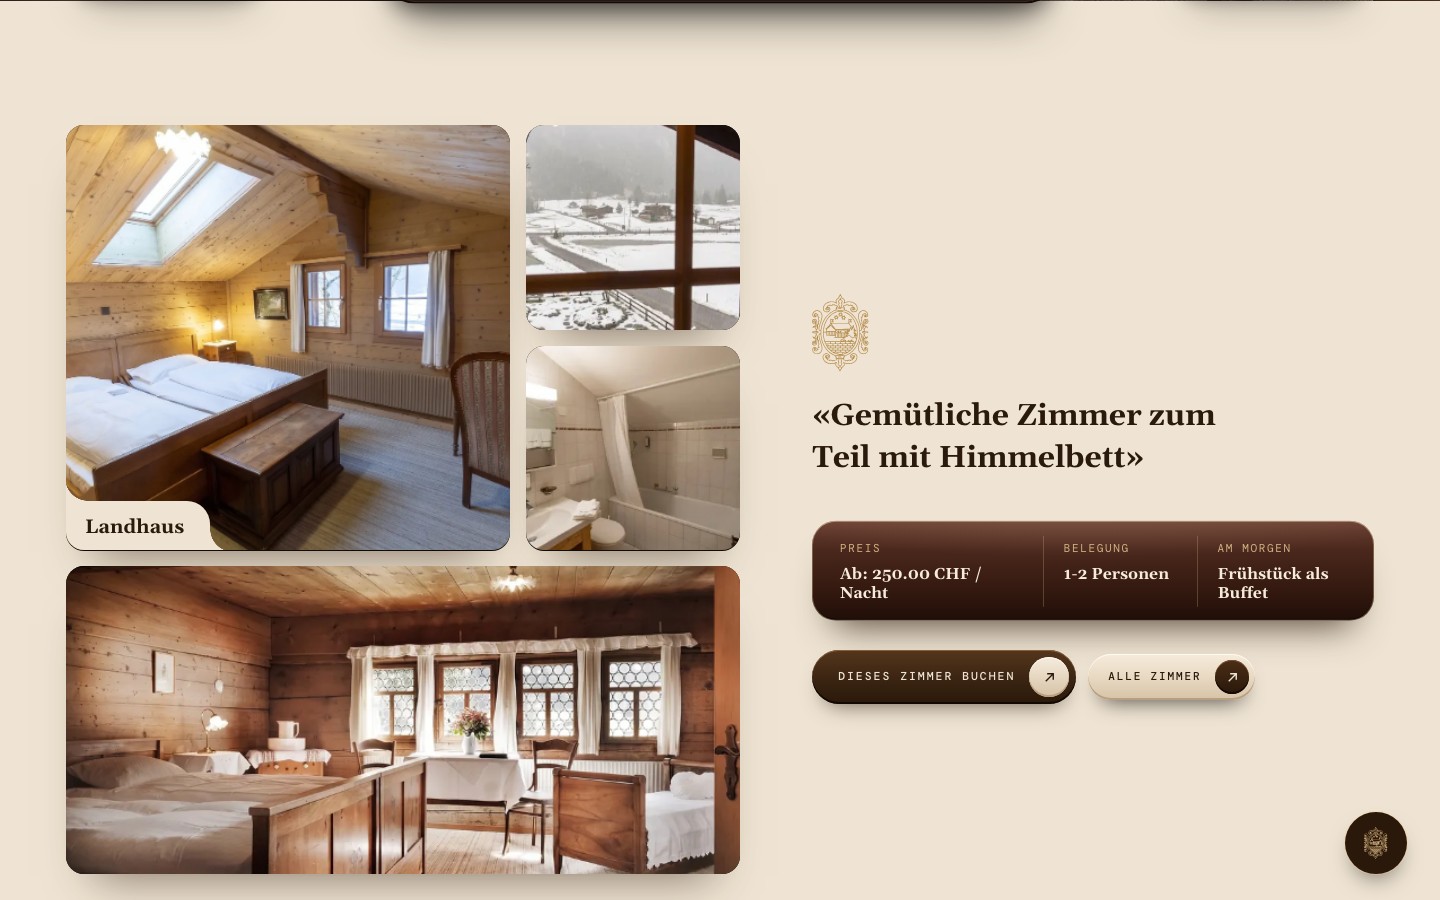 Landhaus
«Gemütliche Zimmer zum
Teil mit Himmelbett»
PREIS
Ab: 250.00 CHF /
Nacht
BELEGUNG
1-2 Personen
AM MORGEN
Frühstück als
Buffet
DIESES ZIMMER BUCHEN
ALLE ZIMMER